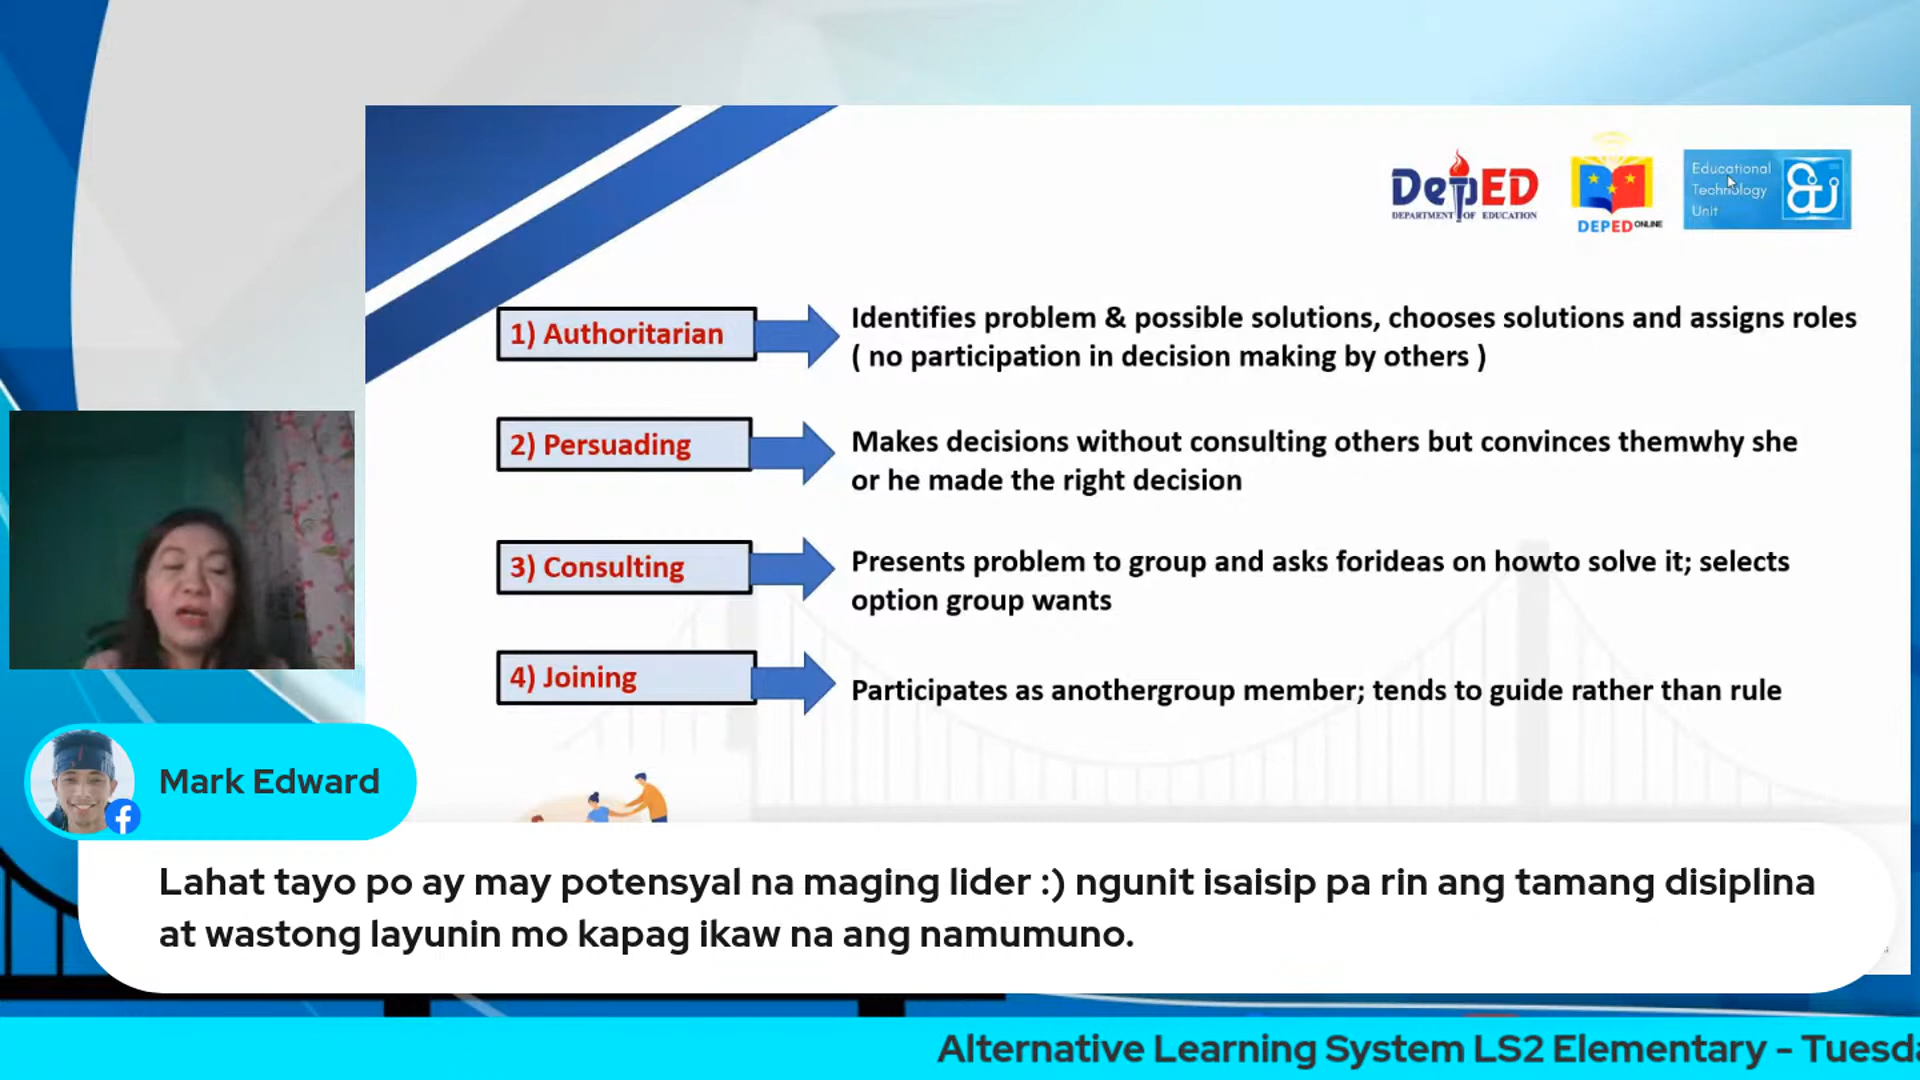 DepED
DEPARTMENT OF EDUCATION
DEPED ONLINE
Educational
Technology
Unit
1) Authoritarian
Identifies problem & possible solutions, chooses solutions and assigns roles
( no participation in decision making by others )
2) Persuading
Makes decisions without consulting others but convinces themwhy she
or he made the right decision
3) Consulting
Presents problem to group and asks forideas on howto solve it; selects
option group wants
4) Joining
Participates as anothergroup member; tends to guide rather than rule
Mark Edward
Lahat tayo po ay may potensyal na maging lider :) ngunit isaisip pa rin ang tamang disiplina
at wastong layunin mo kapag ikaw na ang namumuno.
Alternative Learning System LS2 Elementary - Tuesda